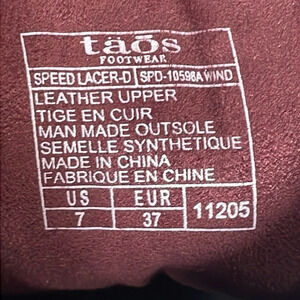 täōs
FOOTWEAR
SPEED LACER-D SPD-10598A WIND
LEATHER UPPER
TIGE EN CUIR
MAN MADE OUTSOLE
SEMELLE SYNTHETIQUE
MADE IN CHINA
FABRIQUE EN CHINE
US EUR 11205
7 37